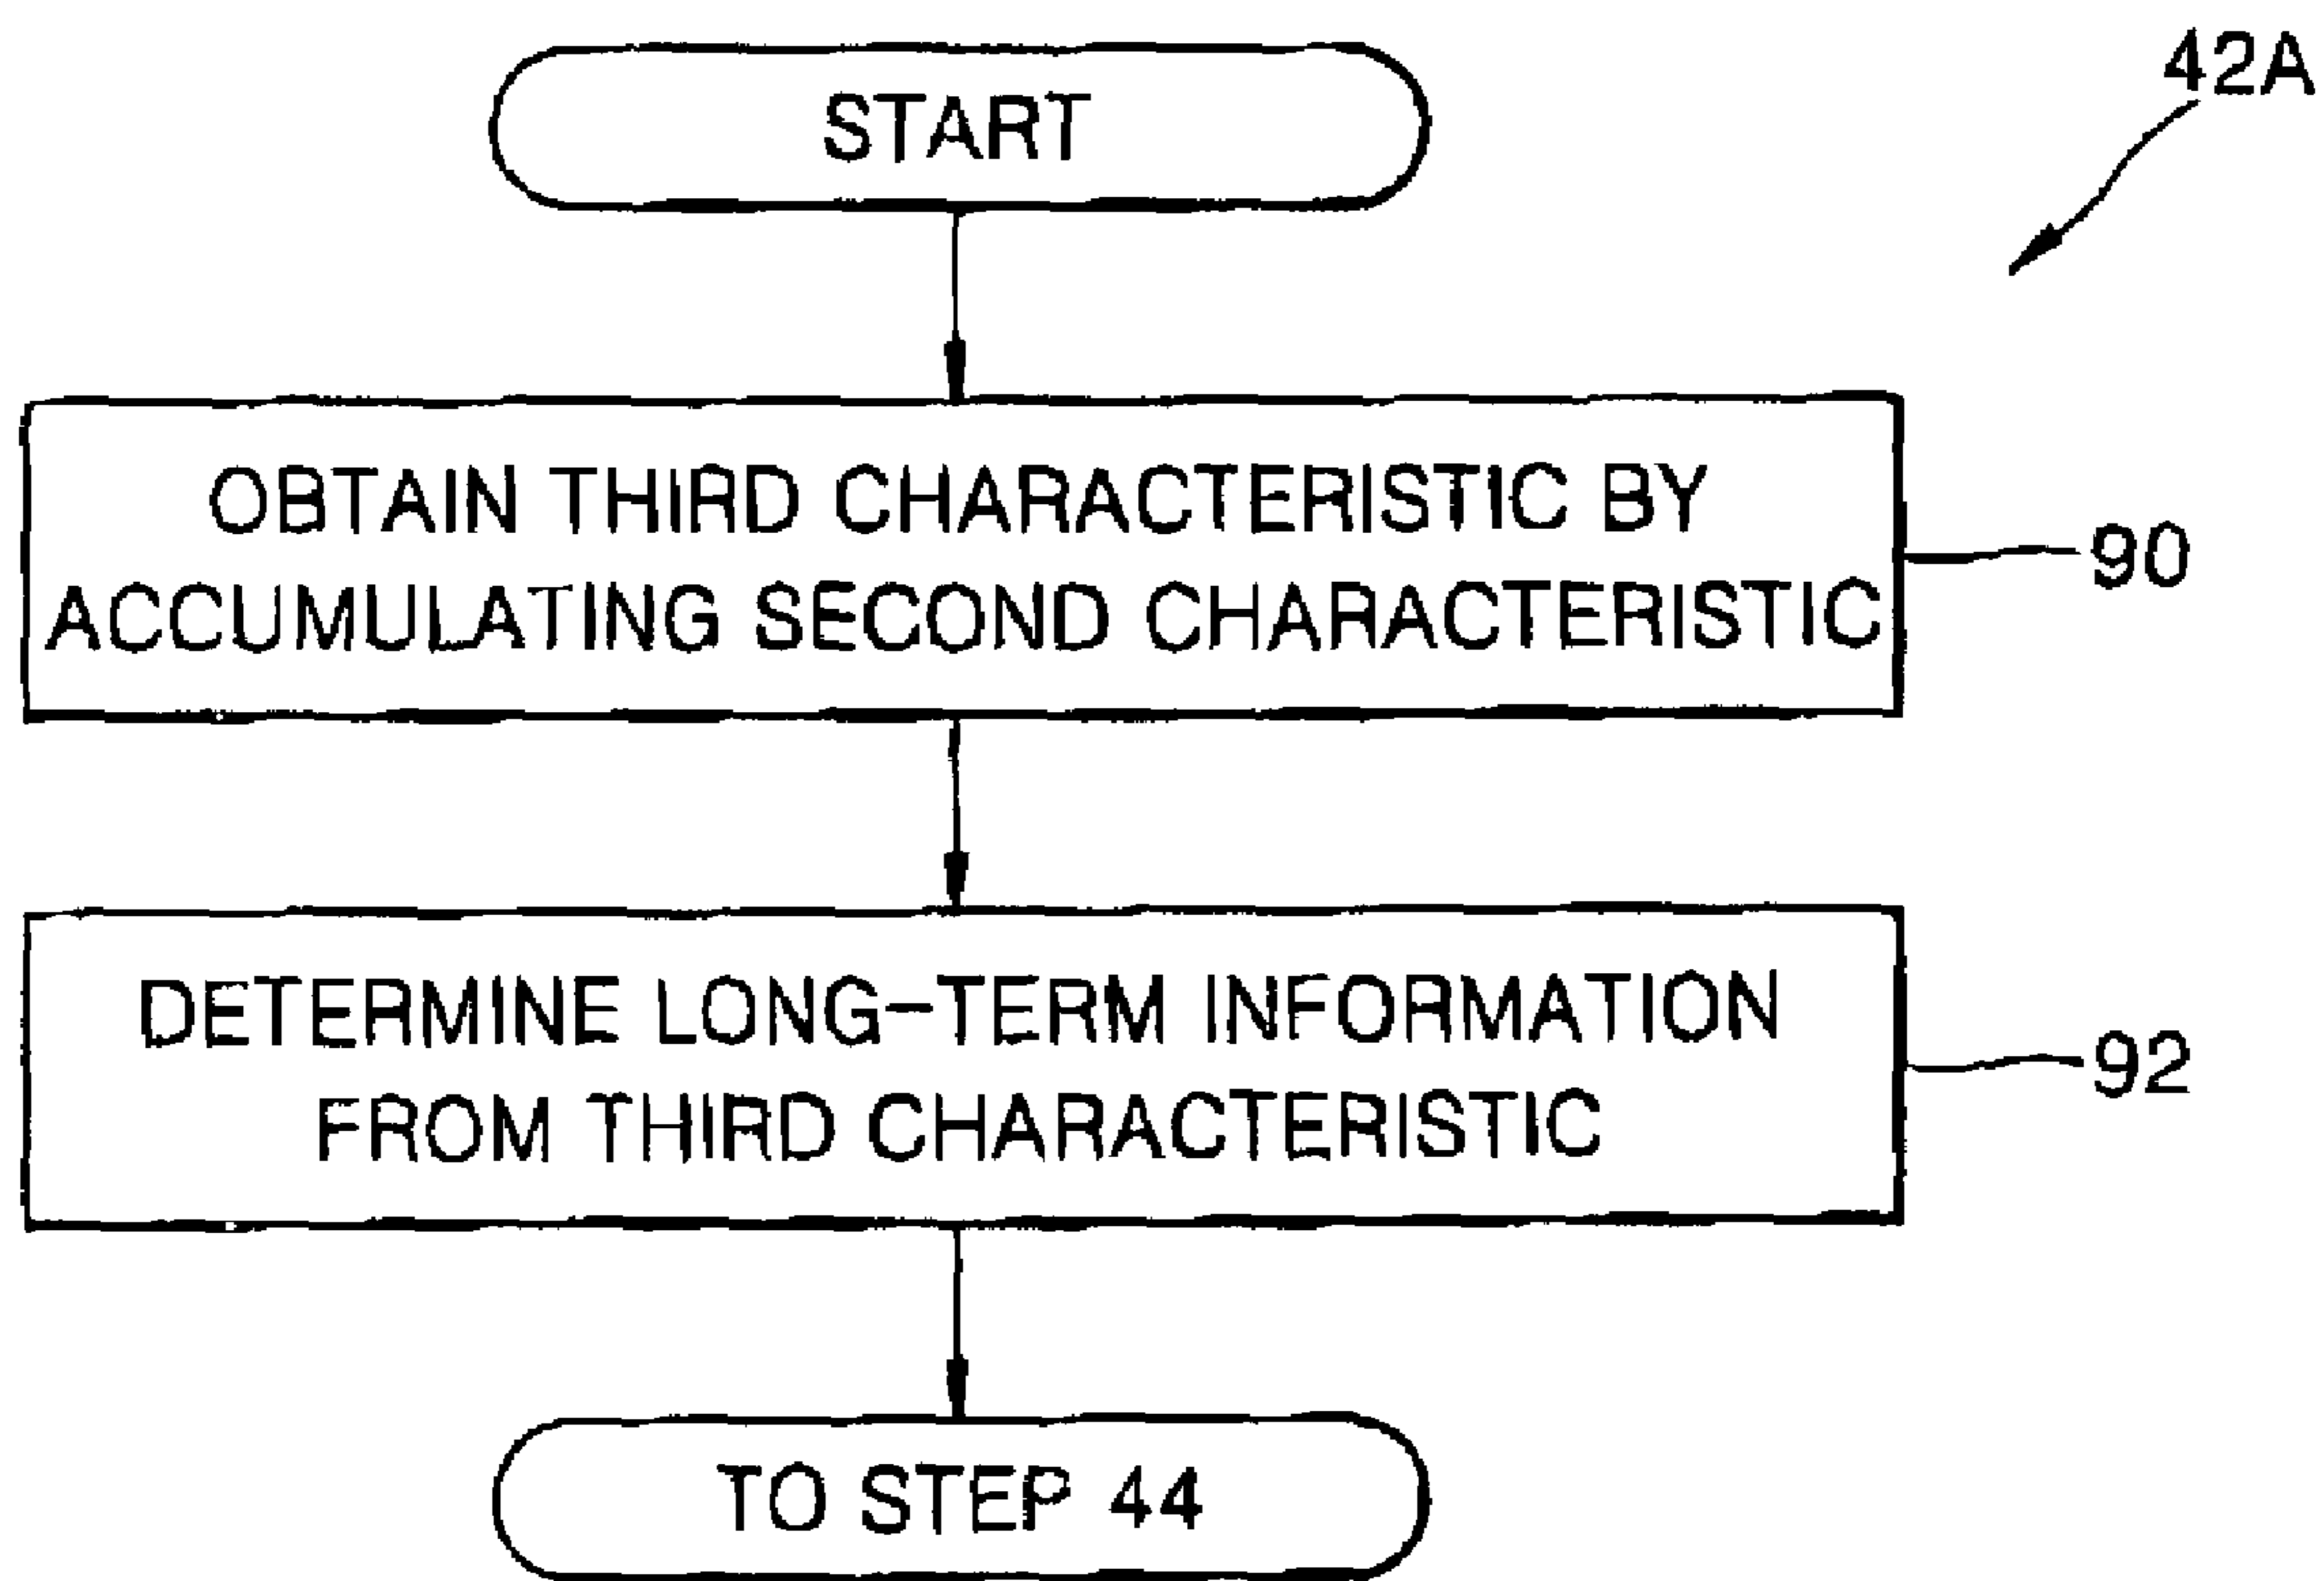 42A
START
OBTAIN THIRD CHARACTERISTIC BY
ACCUMULATING SECOND CHARACTERISTIC
90
DETERMINE LONG-TERM INFORMATION
FROM THIRD CHARACTERISTIC
92
TO STEP 44